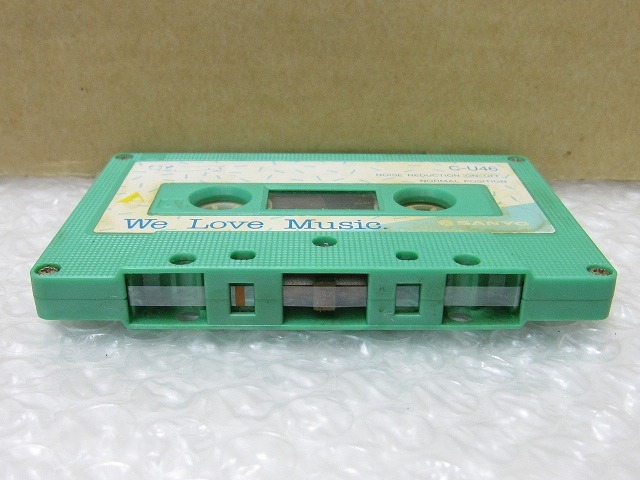 C-U46
NOISE REDUCTION ON·OFF
NORMAL POSITION
We Love Music.
SANYO